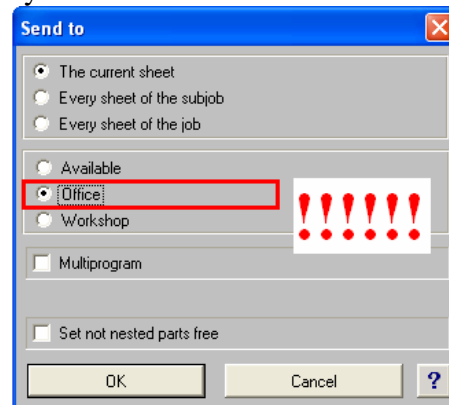 Send to
The current sheet
Every sheet of the subjob
Every sheet of the job
Available
Office
Workshop
!!!!!!
Multiprogram
Set not nested parts free
OK Cancel ?